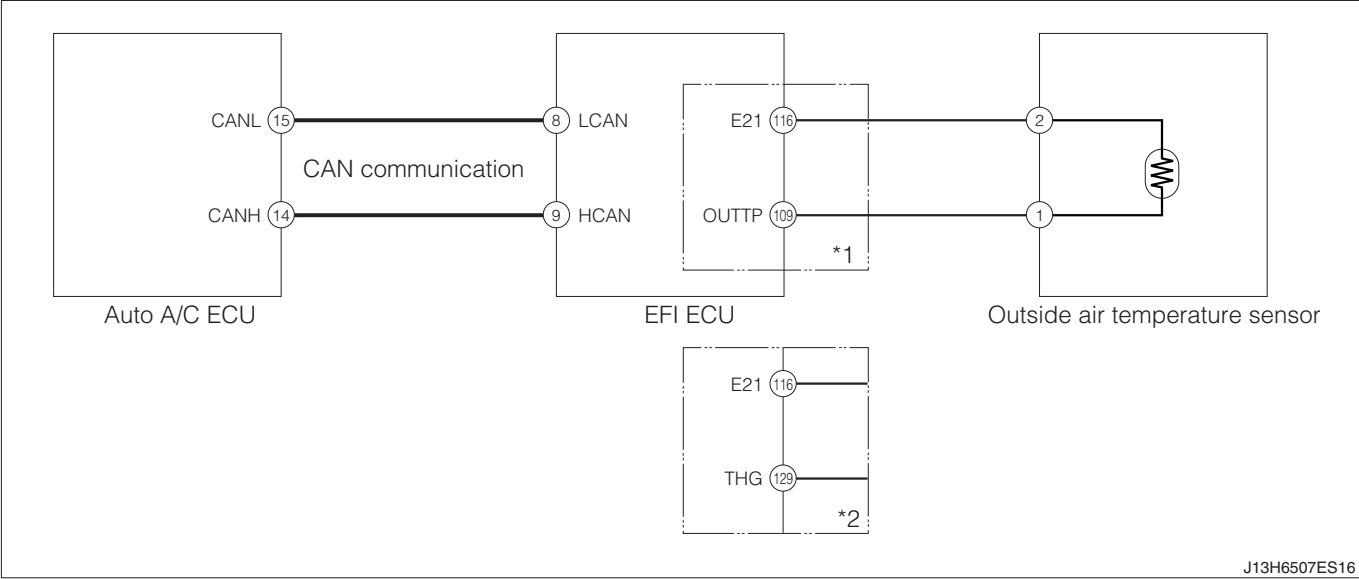 CANL 15 8 LCAN E21 116 2
CAN communication
CANH 14 9 HCAN OUTTP 109 1
*1
Auto A/C ECU EFI ECU Outside air temperature sensor
E21 116
THG 129
*2
J13H6507ES16